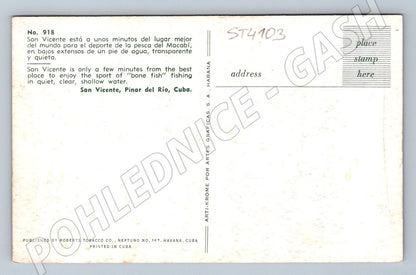 No. 918
San Vicente está a unos minutos del lugar mejor
del mundo para el deporte de la pesca del Macabí,
en bajos extensos de un pie de agua, transparente
y quieta.
San Vicente is only a few minutes from the best
place to enjoy the sport of "bone fish" fishing
in quiet, clear, shallow water.
San Vicente, Pinar del Río, Cuba.
PUBLISHED BY ROBERTS TOBACCO CO., NEPTUNO No. 167, HAVANA, CUBA
PRINTED IN CUBA
ARTI-KROME POR ARTES GRAFICAS S. A. HABANA
ST4103
address
place
stamp
here
POHLEDNICE - GASH